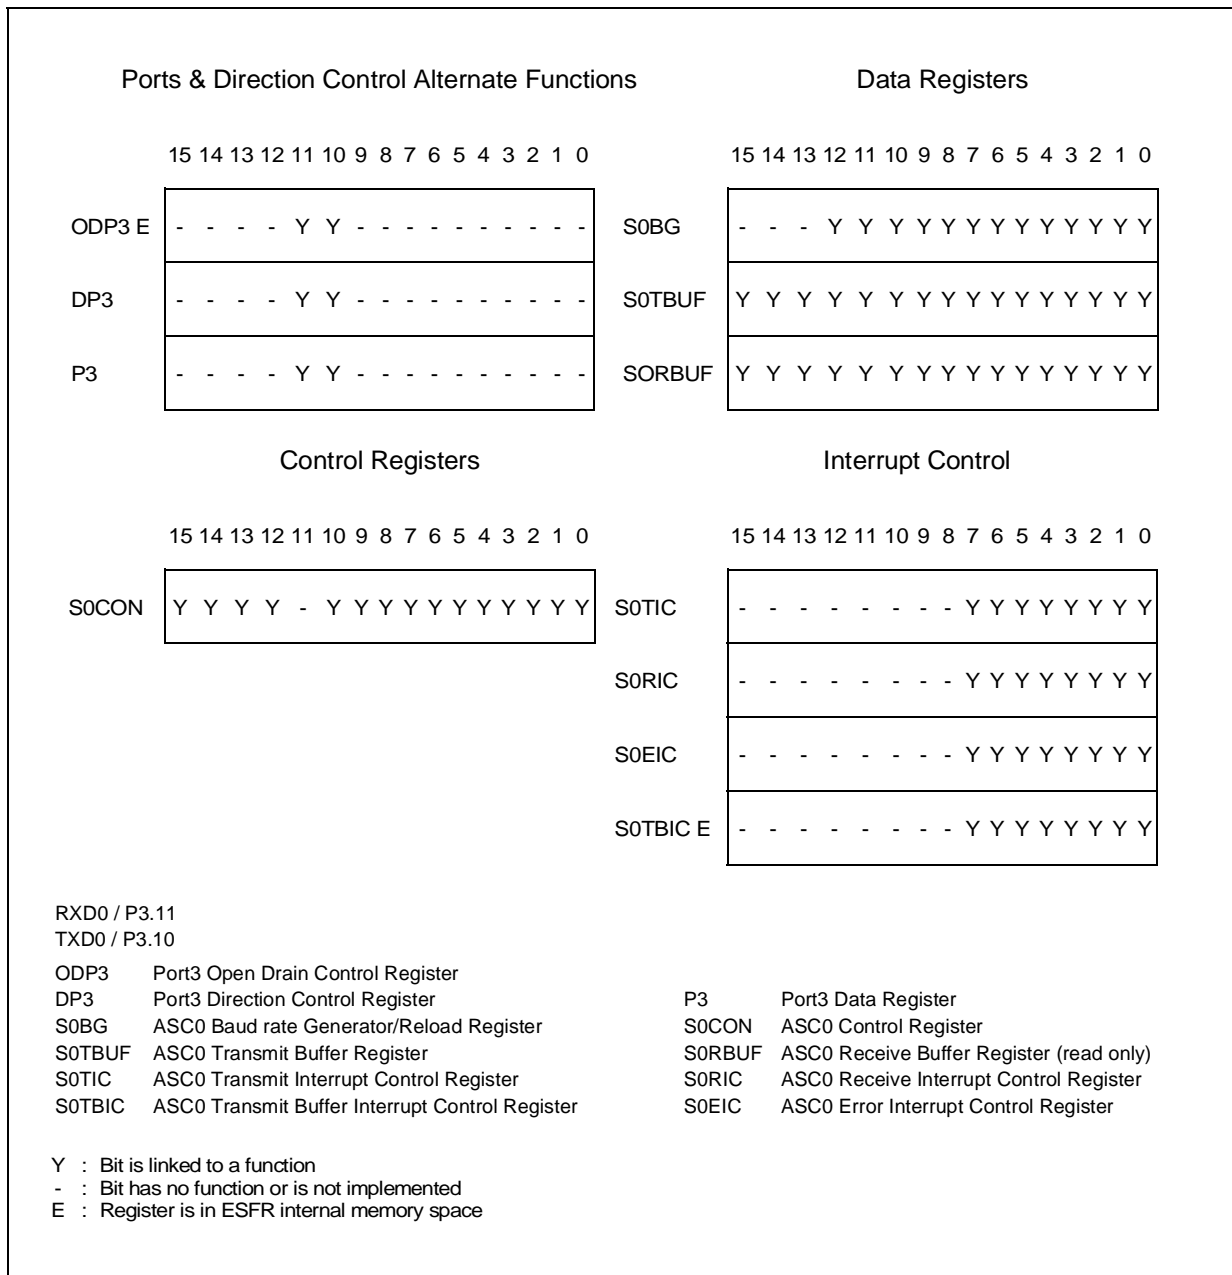 Ports & Direction Control Alternate Functions
15 14 13 12 11 10 9 8 7 6 5 4 3 2 1 0
ODP3 E - - - - Y Y - - - - - - - - - -
DP3 - - - - Y Y - - - - - - - - - -
P3 - - - - Y Y - - - - - - - - - -
Data Registers
15 14 13 12 11 10 9 8 7 6 5 4 3 2 1 0
S0BG - - - Y Y Y Y Y Y Y Y Y Y Y Y Y
S0TBUF Y Y Y Y Y Y Y Y Y Y Y Y Y Y Y Y
SORBUF Y Y Y Y Y Y Y Y Y Y Y Y Y Y Y Y
Control Registers
15 14 13 12 11 10 9 8 7 6 5 4 3 2 1 0
S0CON Y Y Y Y - Y Y Y Y Y Y Y Y Y Y Y
Interrupt Control
15 14 13 12 11 10 9 8 7 6 5 4 3 2 1 0
S0TIC - - - - - - - - Y Y Y Y Y Y Y Y
S0RIC - - - - - - - - Y Y Y Y Y Y Y Y
S0EIC - - - - - - - - Y Y Y Y Y Y Y Y
S0TBIC E - - - - - - - - Y Y Y Y Y Y Y Y
RXD0 / P3.11
TXD0 / P3.10
ODP3 Port3 Open Drain Control Register
DP3 Port3 Direction Control Register
S0BG ASC0 Baud rate Generator/Reload Register
S0TBUF ASC0 Transmit Buffer Register
S0TIC ASC0 Transmit Interrupt Control Register
S0TBIC ASC0 Transmit Buffer Interrupt Control Register
P3 Port3 Data Register
S0CON ASC0 Control Register
S0RBUF ASC0 Receive Buffer Register (read only)
S0RIC ASC0 Receive Interrupt Control Register
S0EIC ASC0 Error Interrupt Control Register
Y : Bit is linked to a function
- : Bit has no function or is not implemented
E : Register is in ESFR internal memory space